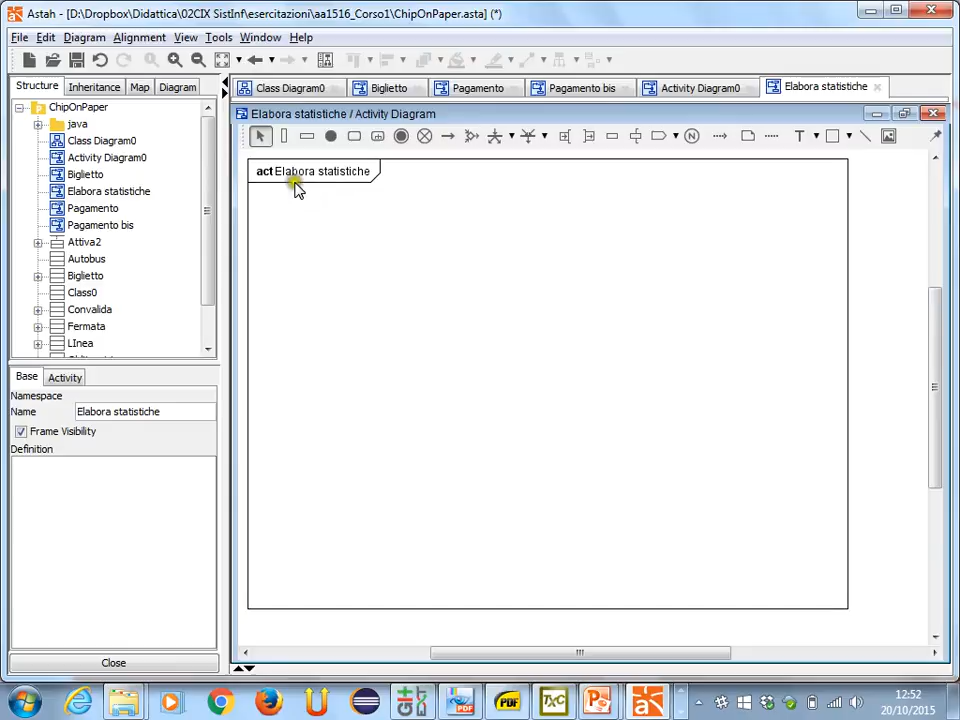 Astah - [D:\Dropbox\Didattica\02CIX SistInf\esercitazioni\aa1516_Corso1\ChipOnPaper.asta] (*)
File Edit Diagram Alignment View Tools Window Help
Structure Inheritance Map Diagram
Class Diagram0 Biglietto Pagamento Pagamento bis Activity Diagram0 Elabora statistiche
ChipOnPaper
java
Class Diagram0
Activity Diagram0
Biglietto
Elabora statistiche
Pagamento
Pagamento bis
Attiva2
Autobus
Biglietto
Class0
Convalida
Fermata
LInea
Elabora statistiche / Activity Diagram
N T
act Elabora statistiche
Base Activity
Namespace
Name Elabora statistiche
Frame Visibility
Definition
Close
PDF PDF
12:52
20/10/2015